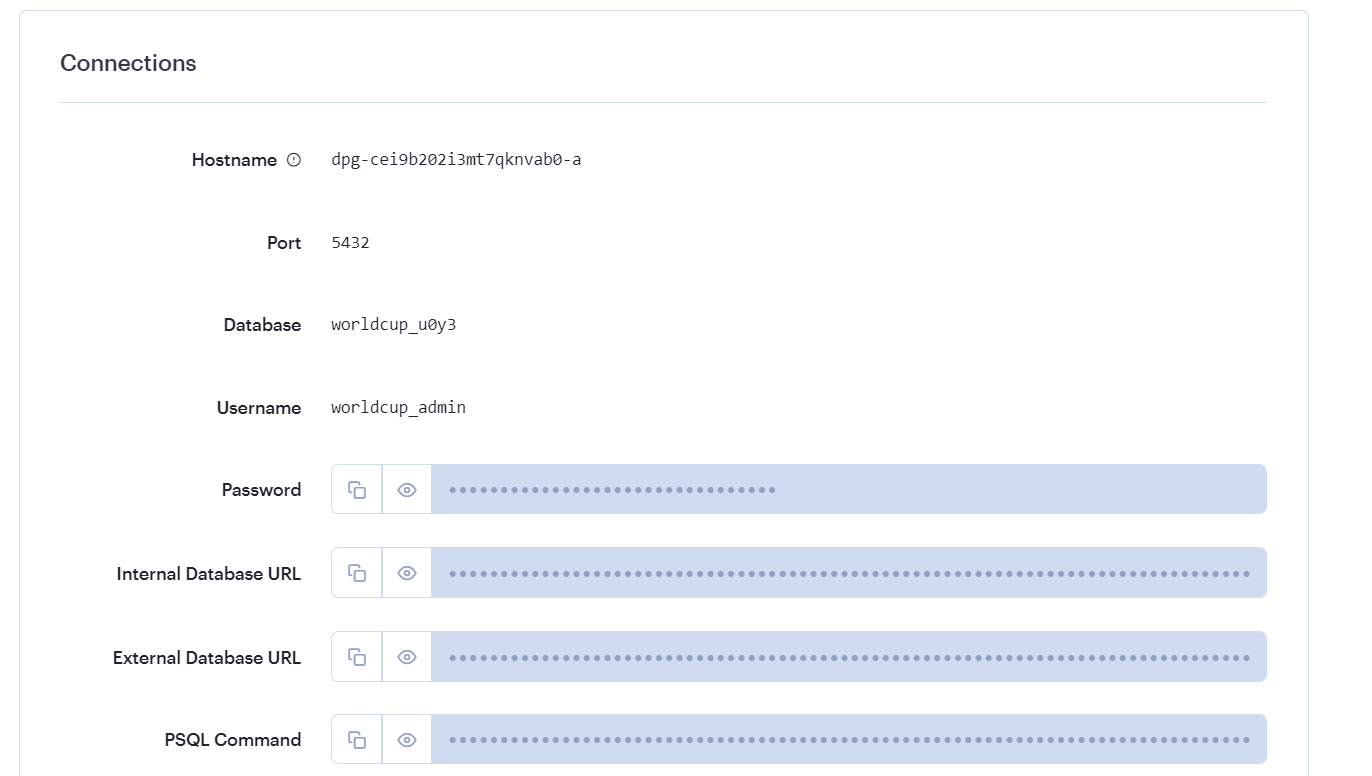 Connections
Hostname dpg-cei9b202i3mt7qknvab0-a
Port 5432
Database worldcup_u0y3
Username worldcup_admin
Password ••••••••••••••••••••••••••••••••
Internal Database URL ••••••••••••••••••••••••••••••••••••••••••••••••••••••••••••••••••••••••••••••
External Database URL ••••••••••••••••••••••••••••••••••••••••••••••••••••••••••••••••••••••••••••••
PSQL Command ••••••••••••••••••••••••••••••••••••••••••••••••••••••••••••••••••••••••••••••